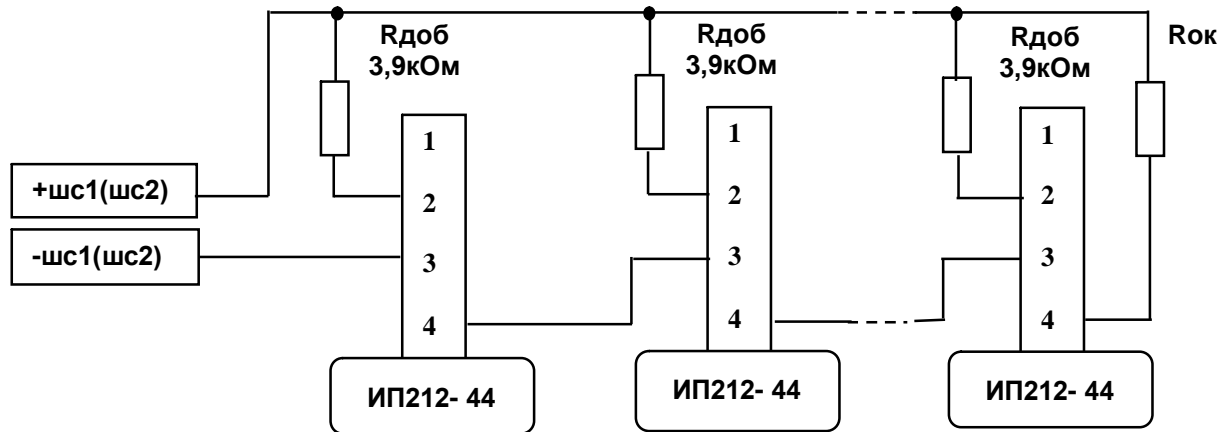 Rдоб
3,9кОм
Rдоб
3,9кОм
Rдоб
3,9кОм
Rок
+шс1(шс2)
-шс1(шс2)
1
2
3
4
1
2
3
4
1
2
3
4
ИП212- 44
ИП212- 44
ИП212- 44